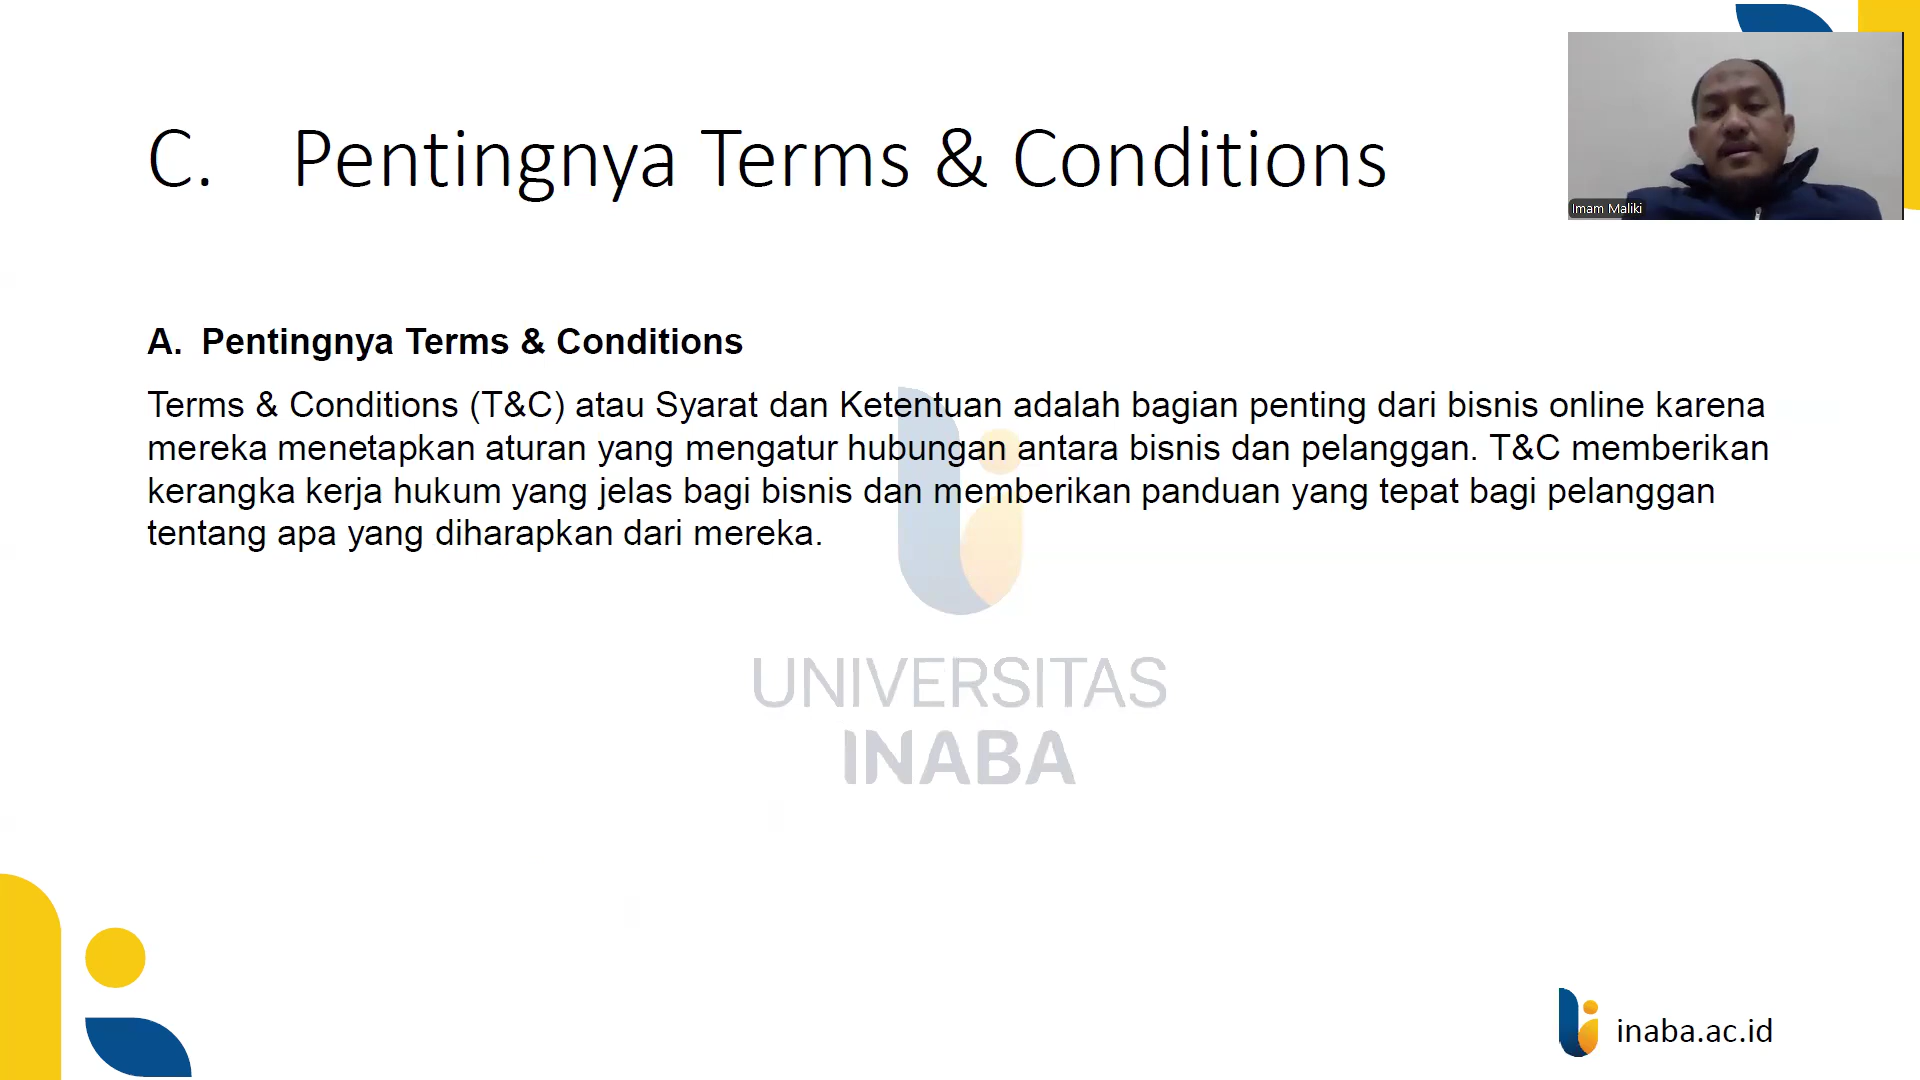 C. Pentingnya Terms & Conditions
Imam Maliki
A. Pentingnya Terms & Conditions
Terms & Conditions (T&C) atau Syarat dan Ketentuan adalah bagian penting dari bisnis online karena
mereka menetapkan aturan yang mengatur hubungan antara bisnis dan pelanggan. T&C memberikan
kerangka kerja hukum yang jelas bagi bisnis dan memberikan panduan yang tepat bagi pelanggan
tentang apa yang diharapkan dari mereka.
UNIVERSITAS
INABA
inaba.ac.id